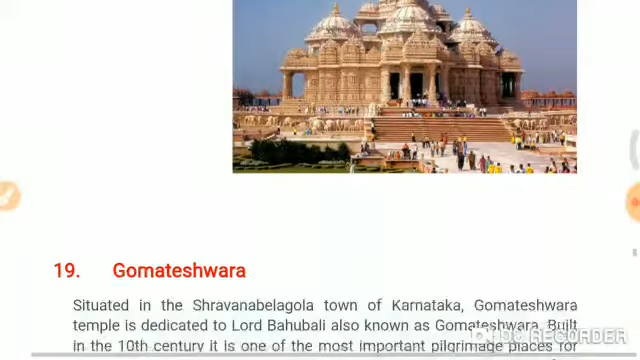 19. Gomateshwara
Situated in the Shravanabelagola town of Karnataka, Gomateshwara
temple is dedicated to Lord Bahubali also known as Gomateshwara. Built
in the 10th century it is one of the most important pilgrimage places for
RECORDER